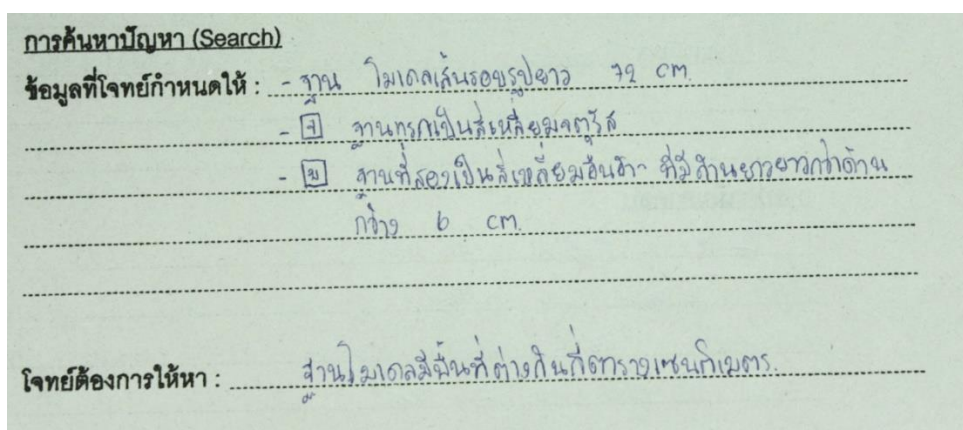 การค้นหาปัญหา (Search)
ข้อมูลที่โจทย์กำหนดให้ : - ฐาน โมเดลเส้นรอบรูปยาว 72 cm.
- 1 ฐานแรกเป็นสี่เหลี่ยมจตุรัส
- 2 ฐานที่สองเป็นสี่เหลี่ยมผืนผ้า ที่มีด้านยาวยาวกว่าด้าน
กว้าง 6 cm.
โจทย์ต้องการให้หา : ฐานโมเดลมีพื้นที่ต่างกันกี่ตารางเซนติเมตร.